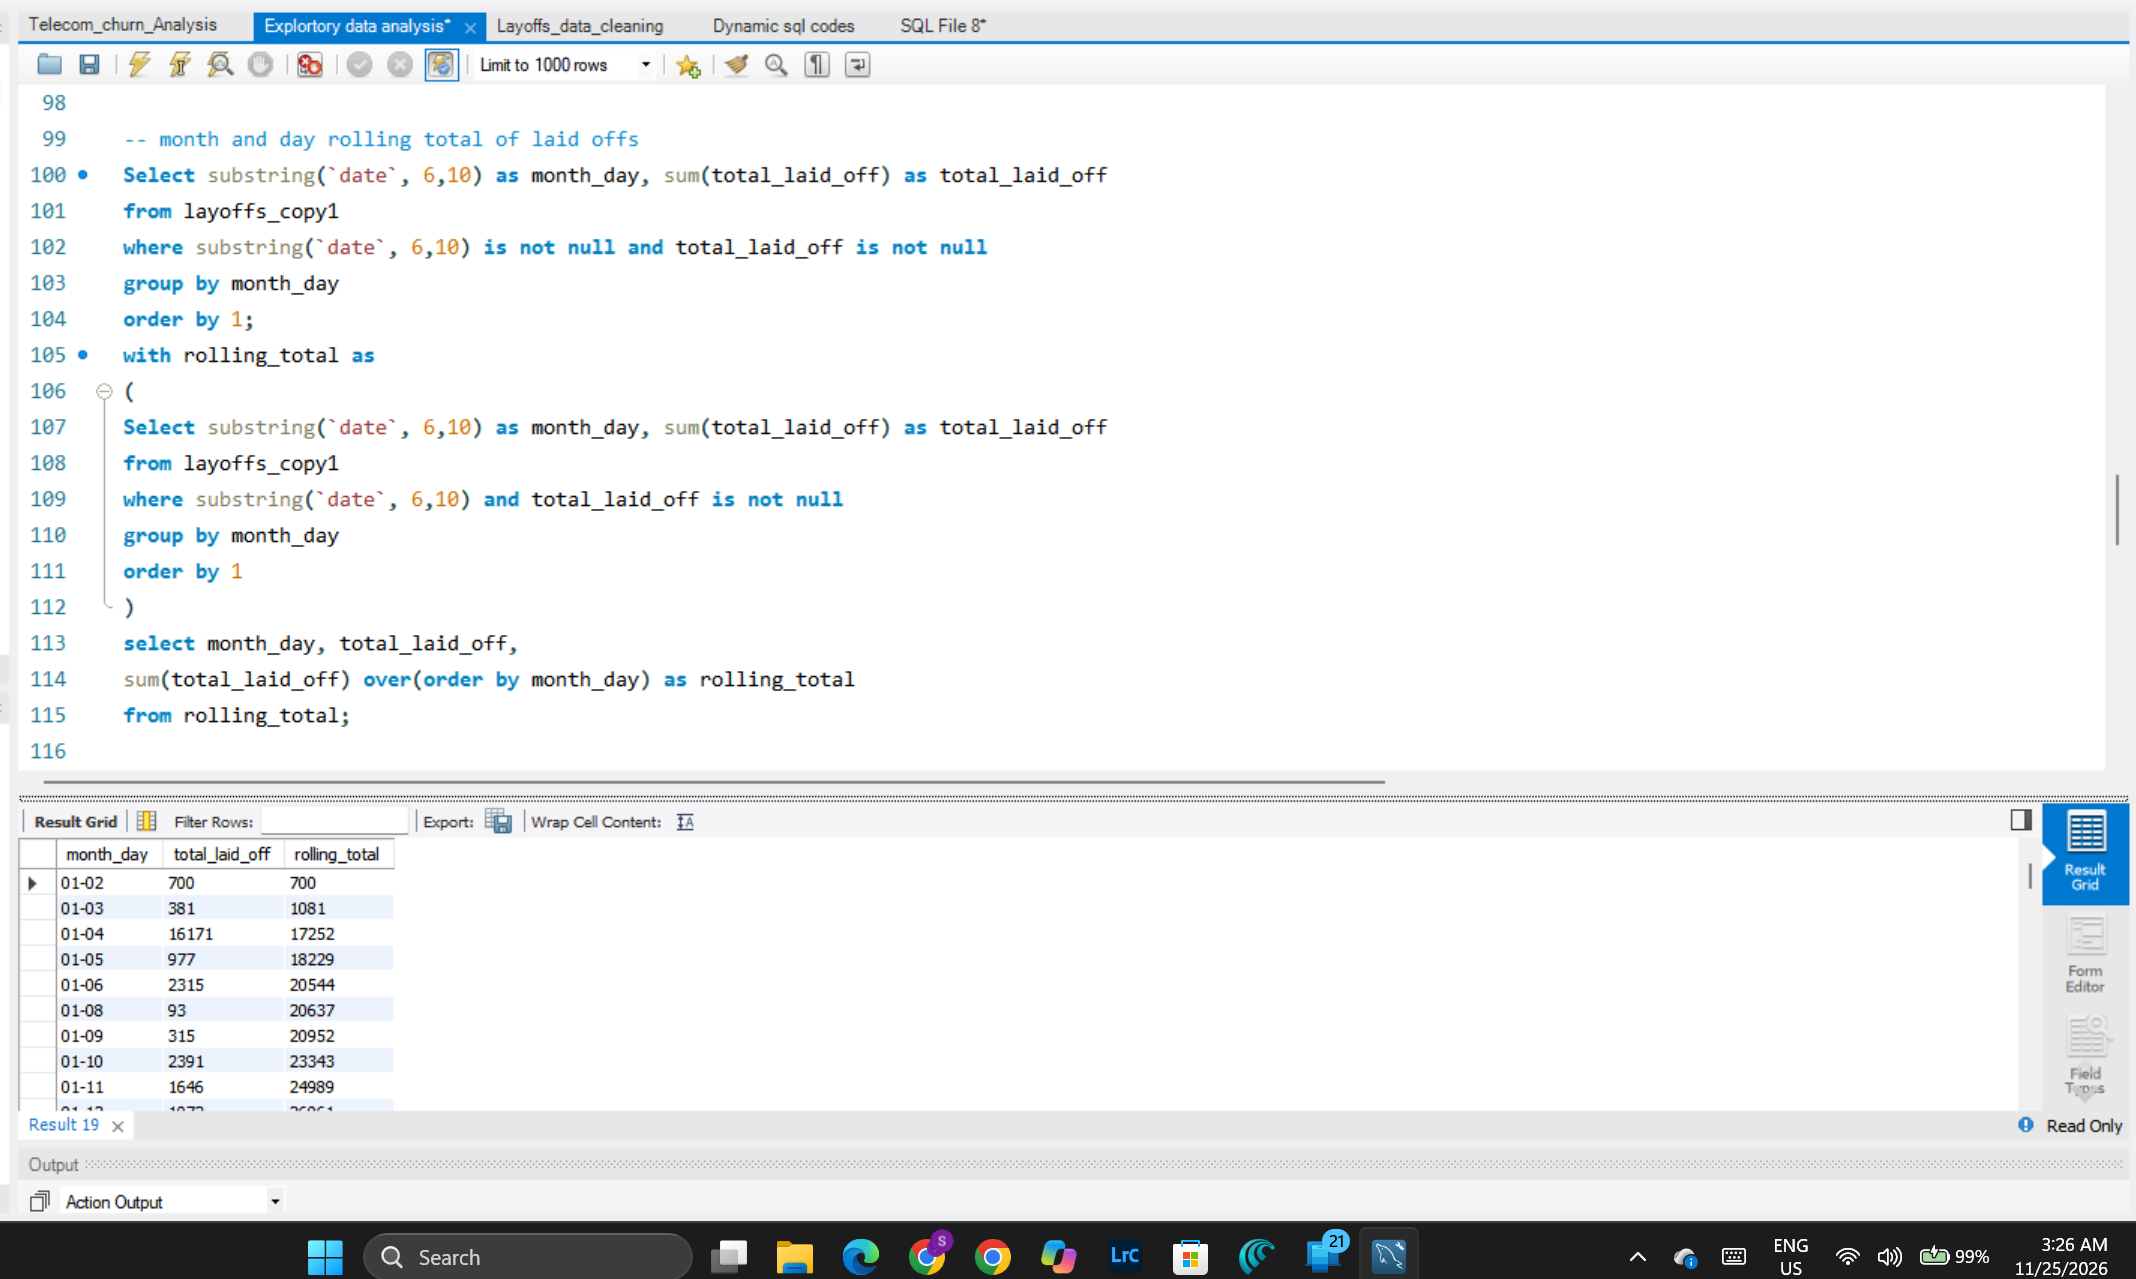 Telecom_churn_Analysis Explortory data analysis* Layoffs_data_cleaning Dynamic sql codes SQL File 8*
Limit to 1000 rows
98
99 -- month and day rolling total of laid offs
100 Select substring(`date`, 6,10) as month_day, sum(total_laid_off) as total_laid_off
101 from layoffs_copy1
102 where substring(`date`, 6,10) is not null and total_laid_off is not null
103 group by month_day
104 order by 1;
105 with rolling_total as
106 (
107 Select substring(`date`, 6,10) as month_day, sum(total_laid_off) as total_laid_off
108 from layoffs_copy1
109 where substring(`date`, 6,10) and total_laid_off is not null
110 group by month_day
111 order by 1
112 )
113 select month_day, total_laid_off,
114 sum(total_laid_off) over(order by month_day) as rolling_total
115 from rolling_total;
116
Result Grid Filter Rows: Export: Wrap Cell Content:
month_day total_laid_off rolling_total
01-02 700 700
01-03 381 1081
01-04 16171 17252
01-05 977 18229
01-06 2315 20544
01-08 93 20637
01-09 315 20952
01-10 2391 23343
01-11 1646 24989
Result
Grid
Form
Editor
Field
Types
Result 19 Read Only
Output
Action Output
Search
S
LrC
21
ENG
US
99%
3:26 AM
11/25/2026